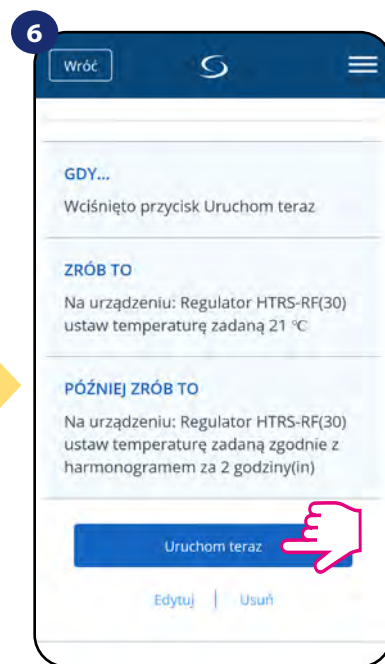 6
Wróć
GDY...
Wciśnięto przycisk Uruchom teraz
ZRÓB TO
Na urządzeniu: Regulator HTRS-RF(30)
ustaw temperaturę zadaną 21 °C
PÓŹNIEJ ZRÓB TO
Na urządzeniu: Regulator HTRS-RF(30)
ustaw temperaturę zadaną zgodnie z
harmonogramem za 2 godziny(in)
Uruchom teraz
Edytuj | Usuń